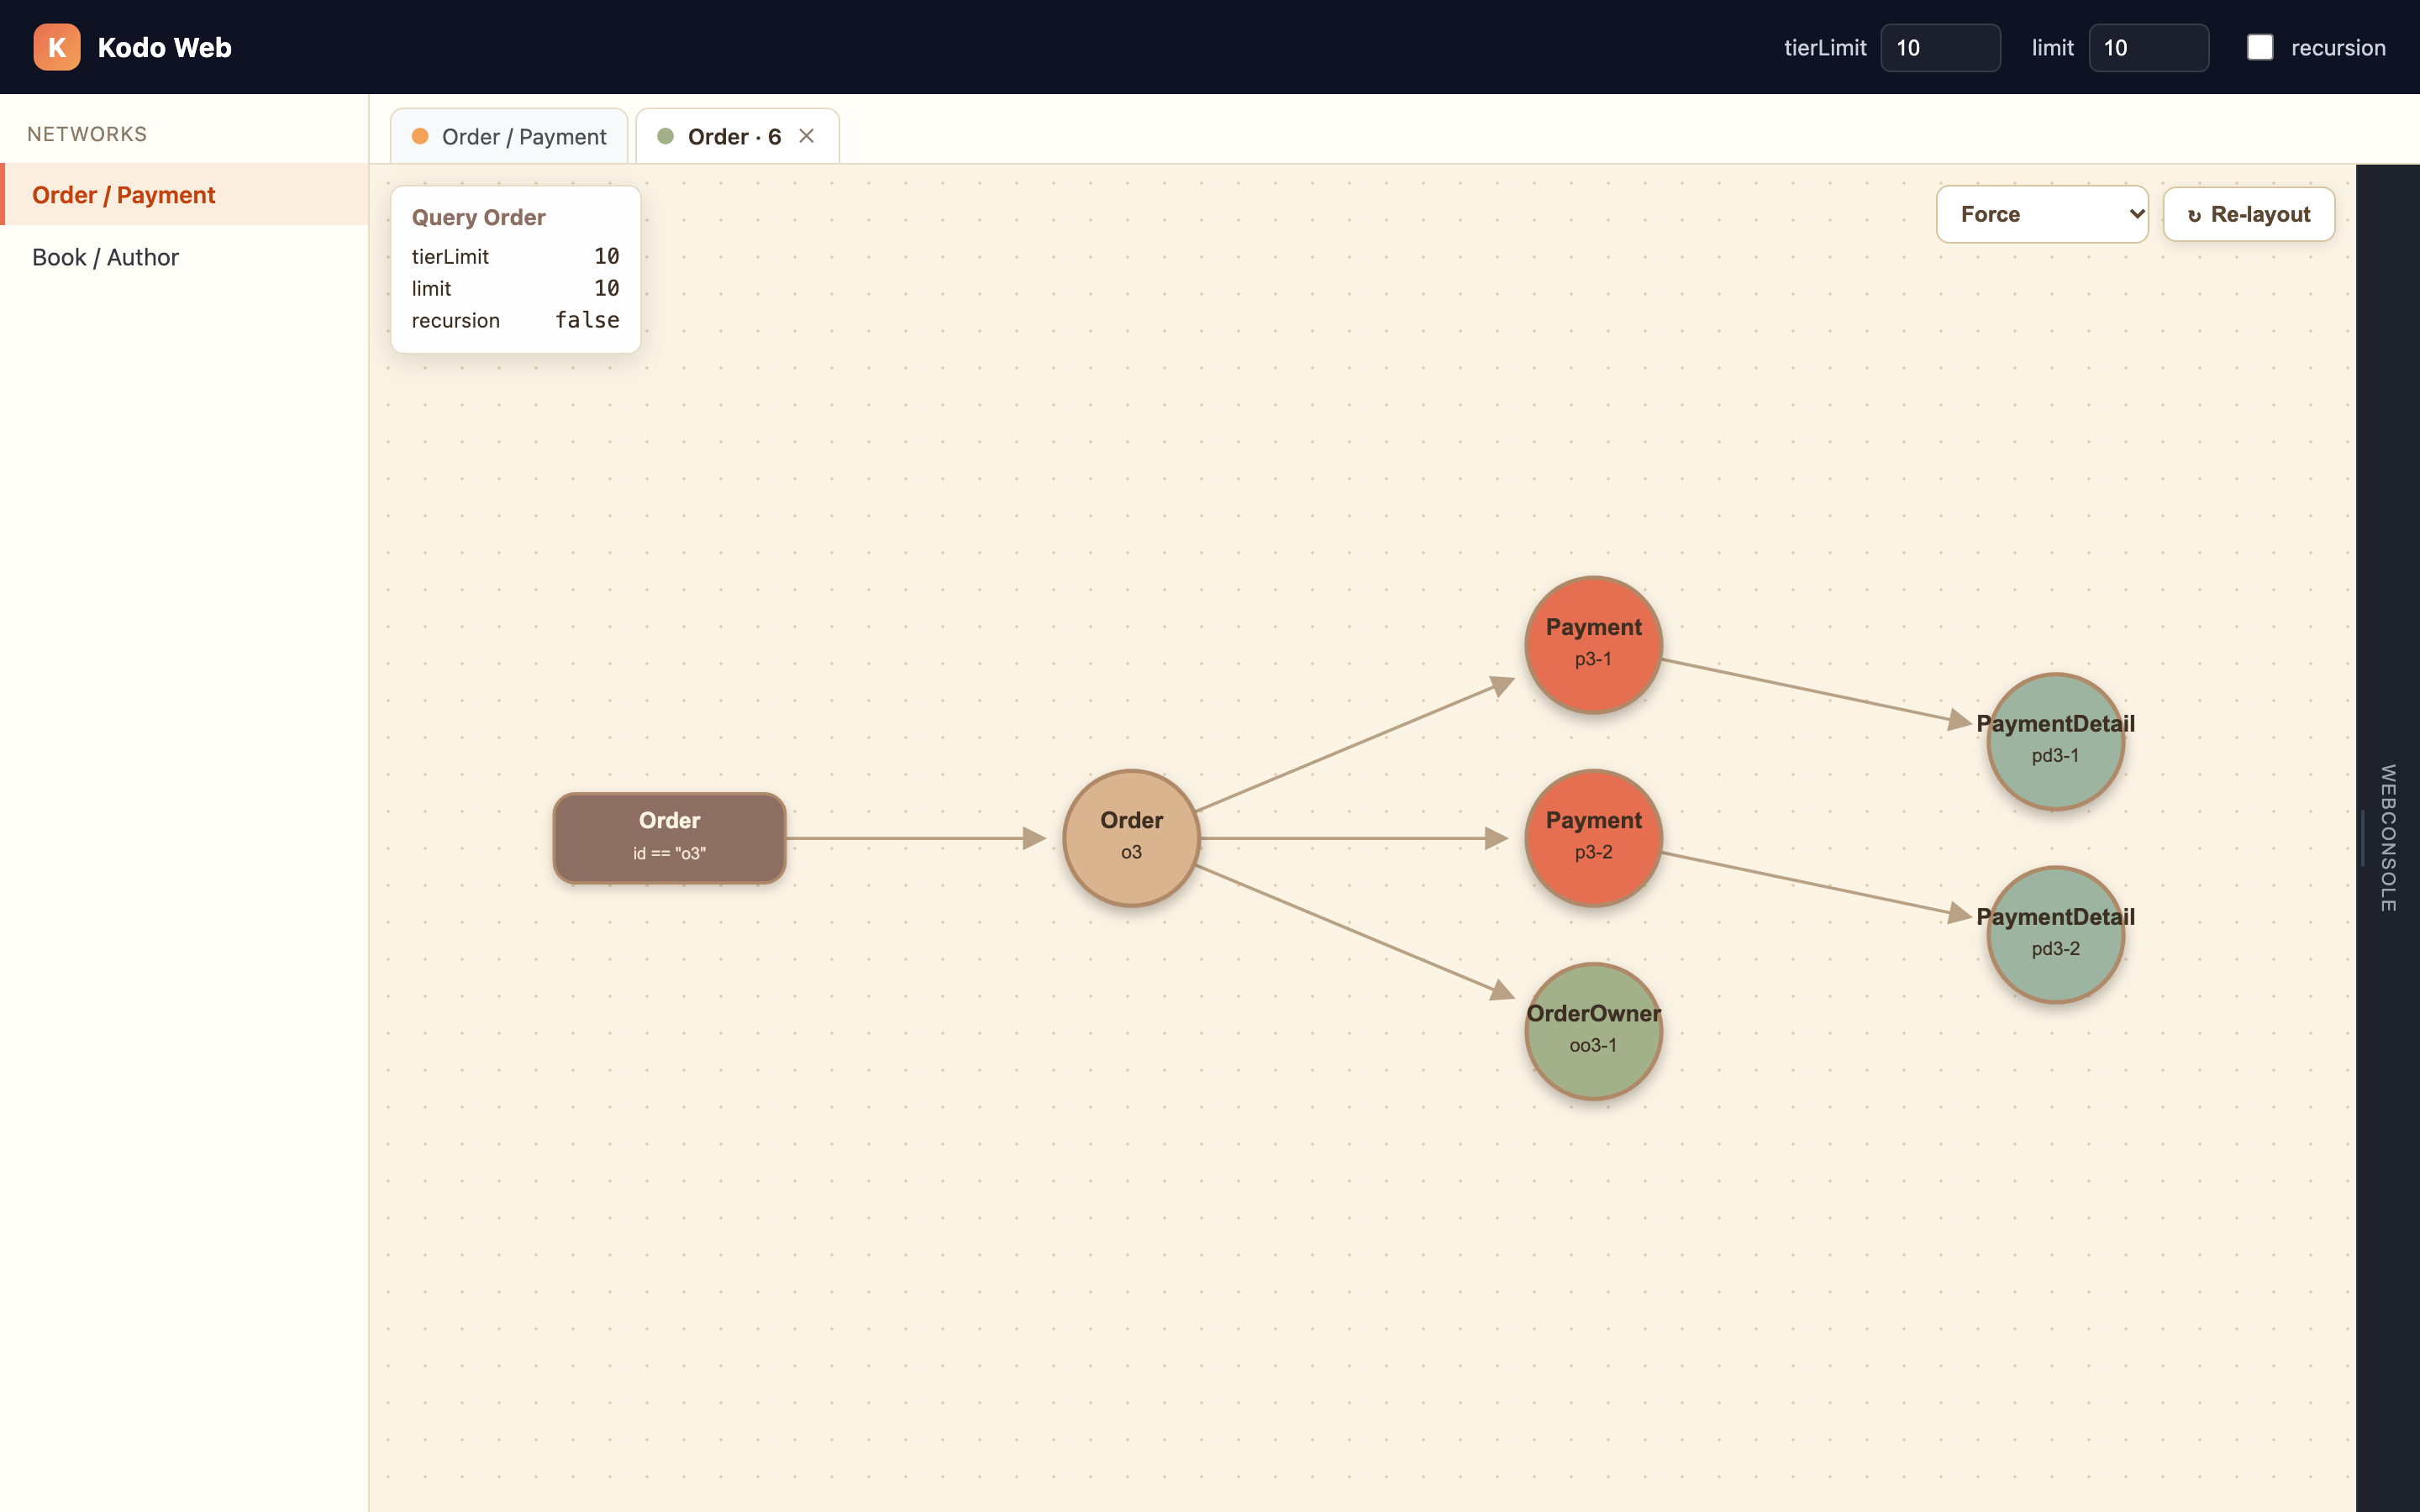 K Kodo Web
tierLimit 10 limit 10 recursion
NETWORKS
Order / Payment
Book / Author
Order / Payment
Order · 6 ×
Query Order
tierLimit 10
limit 10
recursion false
Force
↻ Re-layout
Order
id == "o3"
Order
o3
Payment
p3-1
Payment
p3-2
OrderOwner
oo3-1
PaymentDetail
pd3-1
PaymentDetail
pd3-2
WEBCONSOLE